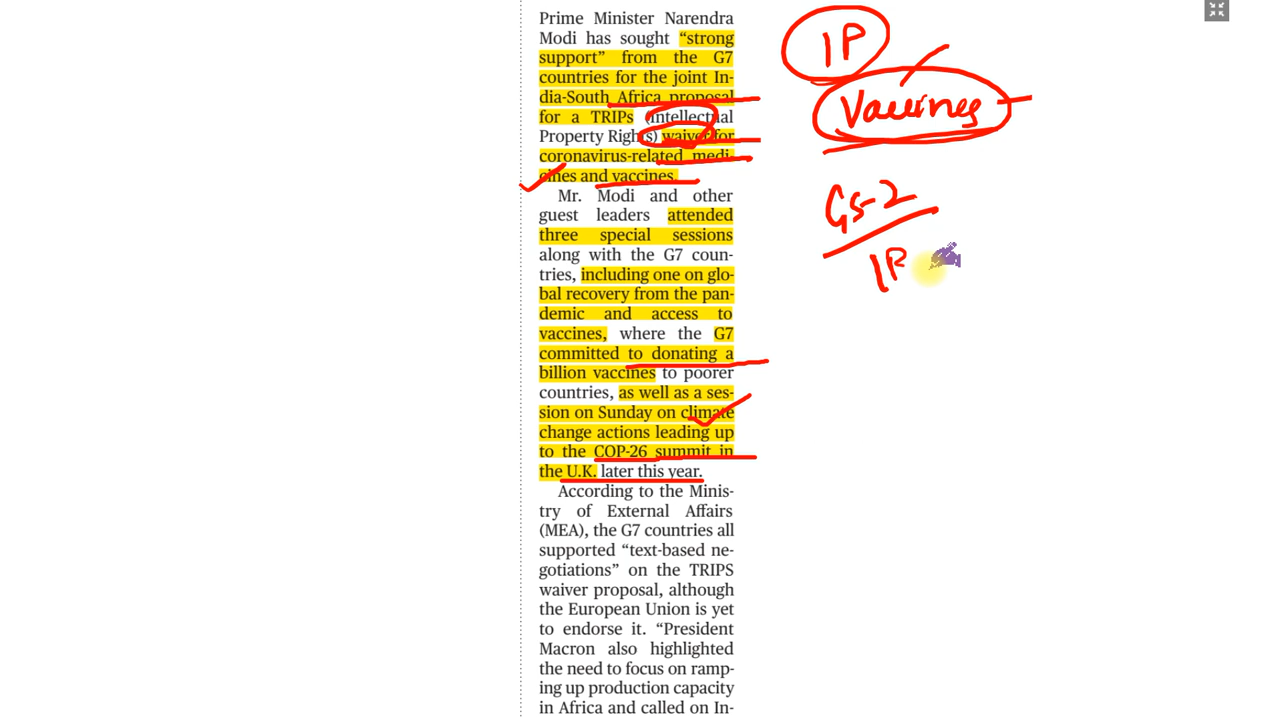 Prime Minister Narendra
Modi has sought “strong
support” from the G7
countries for the joint In-
dia-South Africa proposal
for a TRIPs (Intellectual
Property Rights) waiver for
coronavirus-related medi-
cines and vaccines.
Mr. Modi and other
guest leaders attended
three special sessions
along with the G7 coun-
tries, including one on glo-
bal recovery from the pan-
demic and access to
vaccines, where the G7
committed to donating a
billion vaccines to poorer
countries, as well as a ses-
sion on Sunday on climate
change actions leading up
to the COP-26 summit in
the U.K. later this year.
According to the Minis-
try of External Affairs
(MEA), the G7 countries all
supported “text-based ne-
gotiations” on the TRIPS
waiver proposal, although
the European Union is yet
to endorse it. “President
Macron also highlighted
the need to focus on ramp-
ing up production capacity
in Africa and called on In-
IP
Vaccines
GS-2
IR